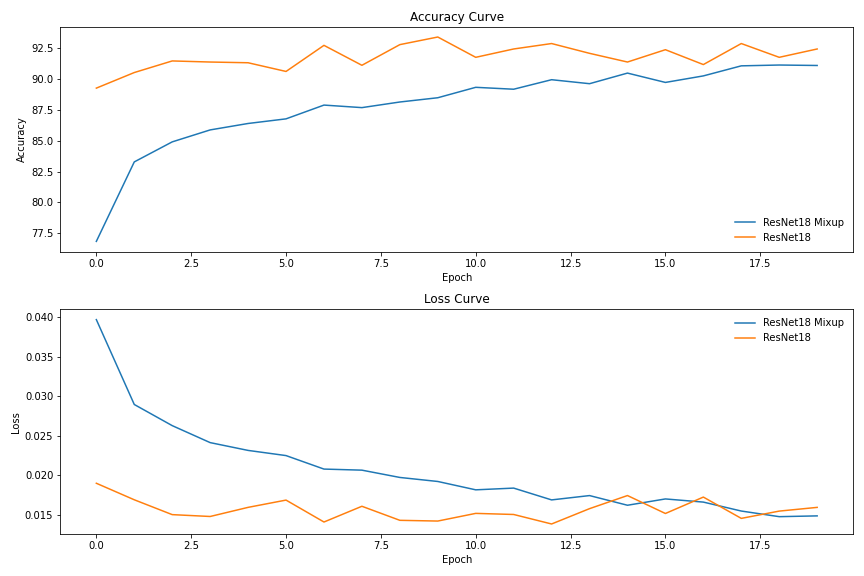 Accuracy Curve
92.5
90.0
87.5
85.0
82.5
80.0
77.5
Accuracy
ResNet18 Mixup
ResNet18
0.0 2.5 5.0 7.5 10.0 12.5 15.0 17.5
Epoch
Loss Curve
0.040
0.035
0.030
0.025
0.020
0.015
Loss
ResNet18 Mixup
ResNet18
0.0 2.5 5.0 7.5 10.0 12.5 15.0 17.5
Epoch